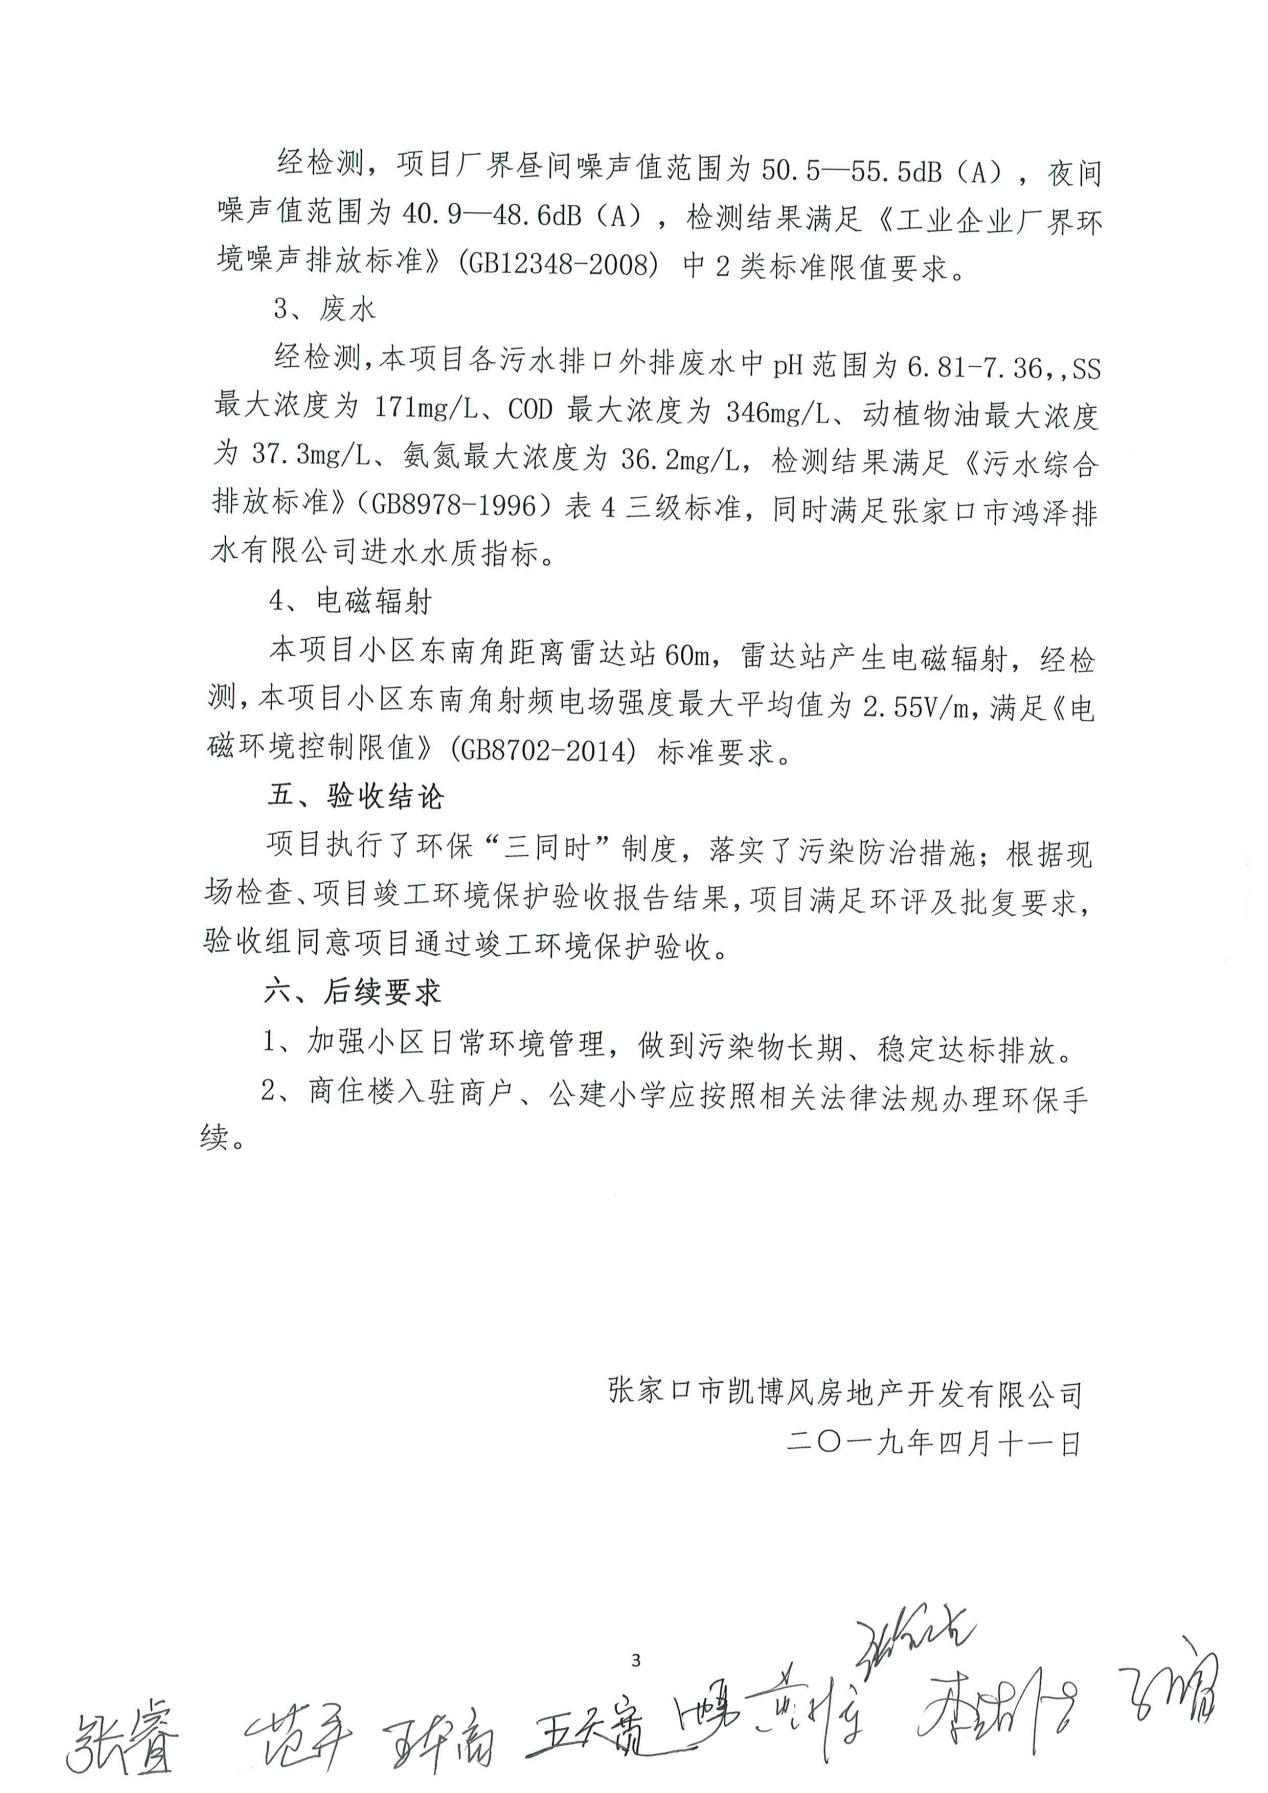 经检测，项目厂界昼间噪声值范围为50.5—55.5dB（A），夜间
噪声值范围为40.9—48.6dB（A），检测结果满足《工业企业厂界环
境噪声排放标准》(GB12348-2008) 中2类标准限值要求。
3、废水
经检测,本项目各污水排口外排废水中pH范围为6.81-7.36,,SS
最大浓度为 171mg/L、COD 最大浓度为 346mg/L、动植物油最大浓度
为 37.3mg/L、氨氮最大浓度为 36.2mg/L，检测结果满足《污水综合
排放标准》（GB8978-1996）表 4 三级标准，同时满足张家口市鸿泽排
水有限公司进水水质指标。
4、电磁辐射
本项目小区东南角距离雷达站60m，雷达站产生电磁辐射，经检
测,本项目小区东南角射频电场强度最大平均值为2.55V/m,满足《电
磁环境控制限值》(GB8702-2014) 标准要求。
五、验收结论
项目执行了环保“三同时”制度，落实了污染防治措施；根据现
场检查、项目竣工环境保护验收报告结果,项目满足环评及批复要求，
验收组同意项目通过竣工环境保护验收。
六、后续要求
1、加强小区日常环境管理，做到污染物长期、稳定达标排放。
2、商住楼入驻商户、公建小学应按照相关法律法规办理环保手
续。
张家口市凯博风房地产开发有限公司
二〇一九年四月十一日
3
张睿